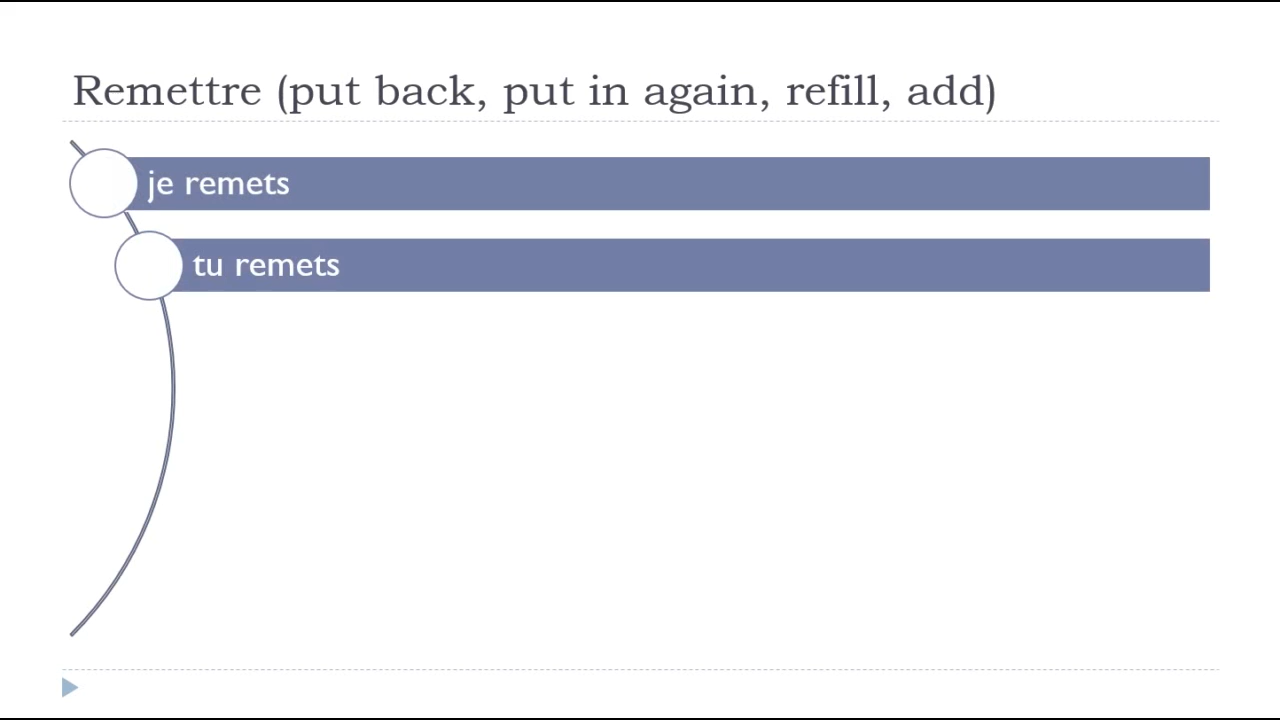 Remettre (put back, put in again, refill, add)
je remets
tu remets